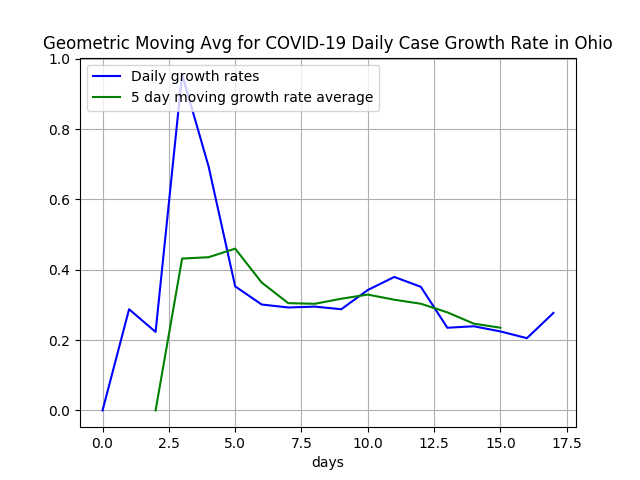 Geometric Moving Avg for COVID-19 Daily Case Growth Rate in Ohio
Daily growth rates
5 day moving growth rate average
1.0
0.8
0.6
0.4
0.2
0.0
0.0 2.5 5.0 7.5 10.0 12.5 15.0 17.5
days